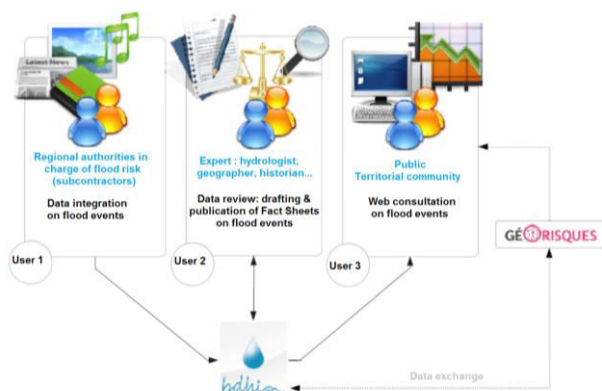 Latest News
Regional authorities in
charge of flood risk
(subcontractors)
Data integration
on flood events
User 1
Expert : hydrologist,
geographer, historian...
Data review: drafting &
publication of Fact Sheets
on flood events
User 2
Public
Territorial community
Web consultation
on flood events
User 3
GÉORISQUES
bdhi
Data exchange